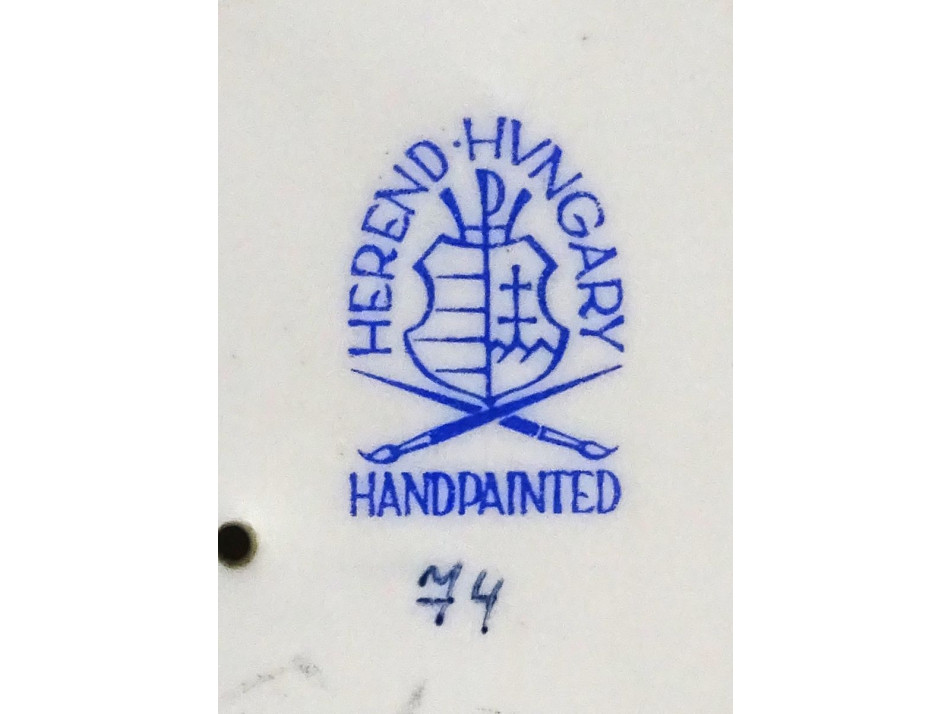 HEREND · HVNGARY
HANDPAINTED
74